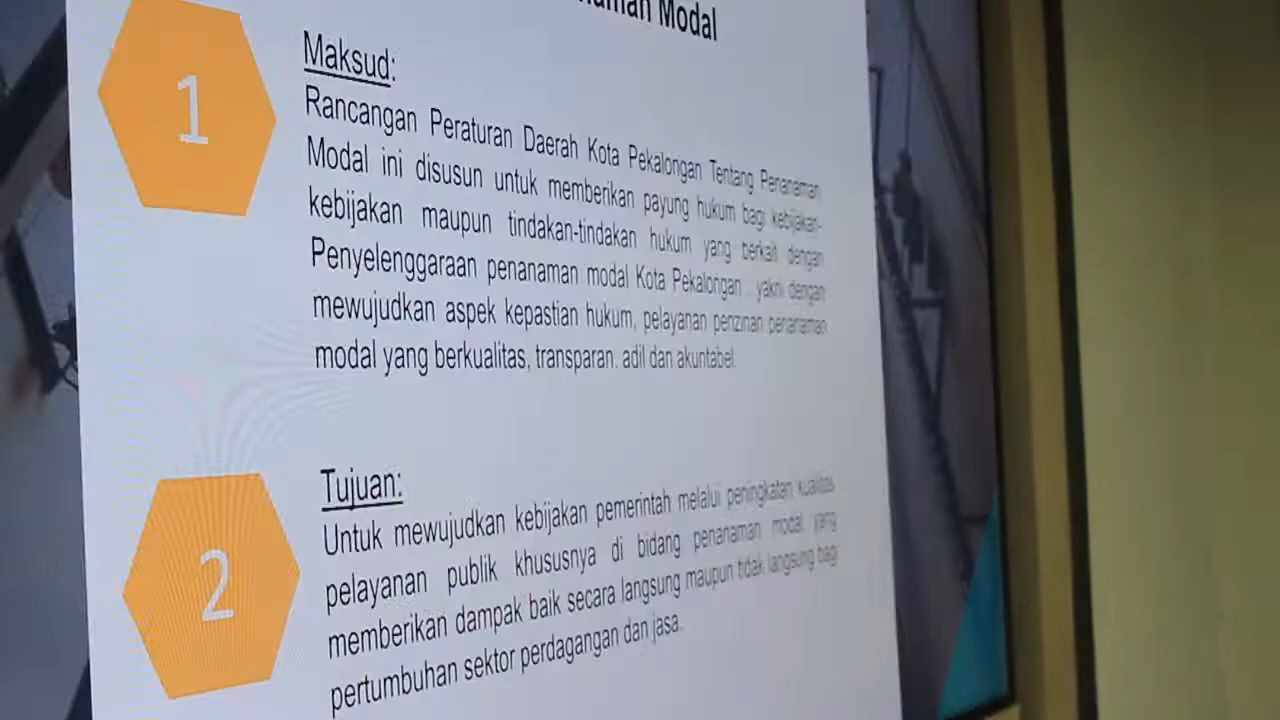 Modal
1
Maksud:
Rancangan Peraturan Daerah Kota Pekalongan Tentang Penanaman
Modal ini disusun untuk memberikan payung hukum bagi kebijakan-
kebijakan maupun tindakan-tindakan hukum yang berkait dengan
Penyelenggaraan penanaman modal Kota Pekalongan , yakni dengan
mewujudkan aspek kepastian hukum, pelayanan perizinan penanaman
modal yang berkualitas, transparan, adil dan akuntabel.
2
Tujuan:
Untuk mewujudkan kebijakan pemerintah melalui peningkatan kualitas
pelayanan publik khususnya di bidang penanaman modal yang
memberikan dampak baik secara langsung maupun tidak langsung bagi
pertumbuhan sektor perdagangan dan jasa.